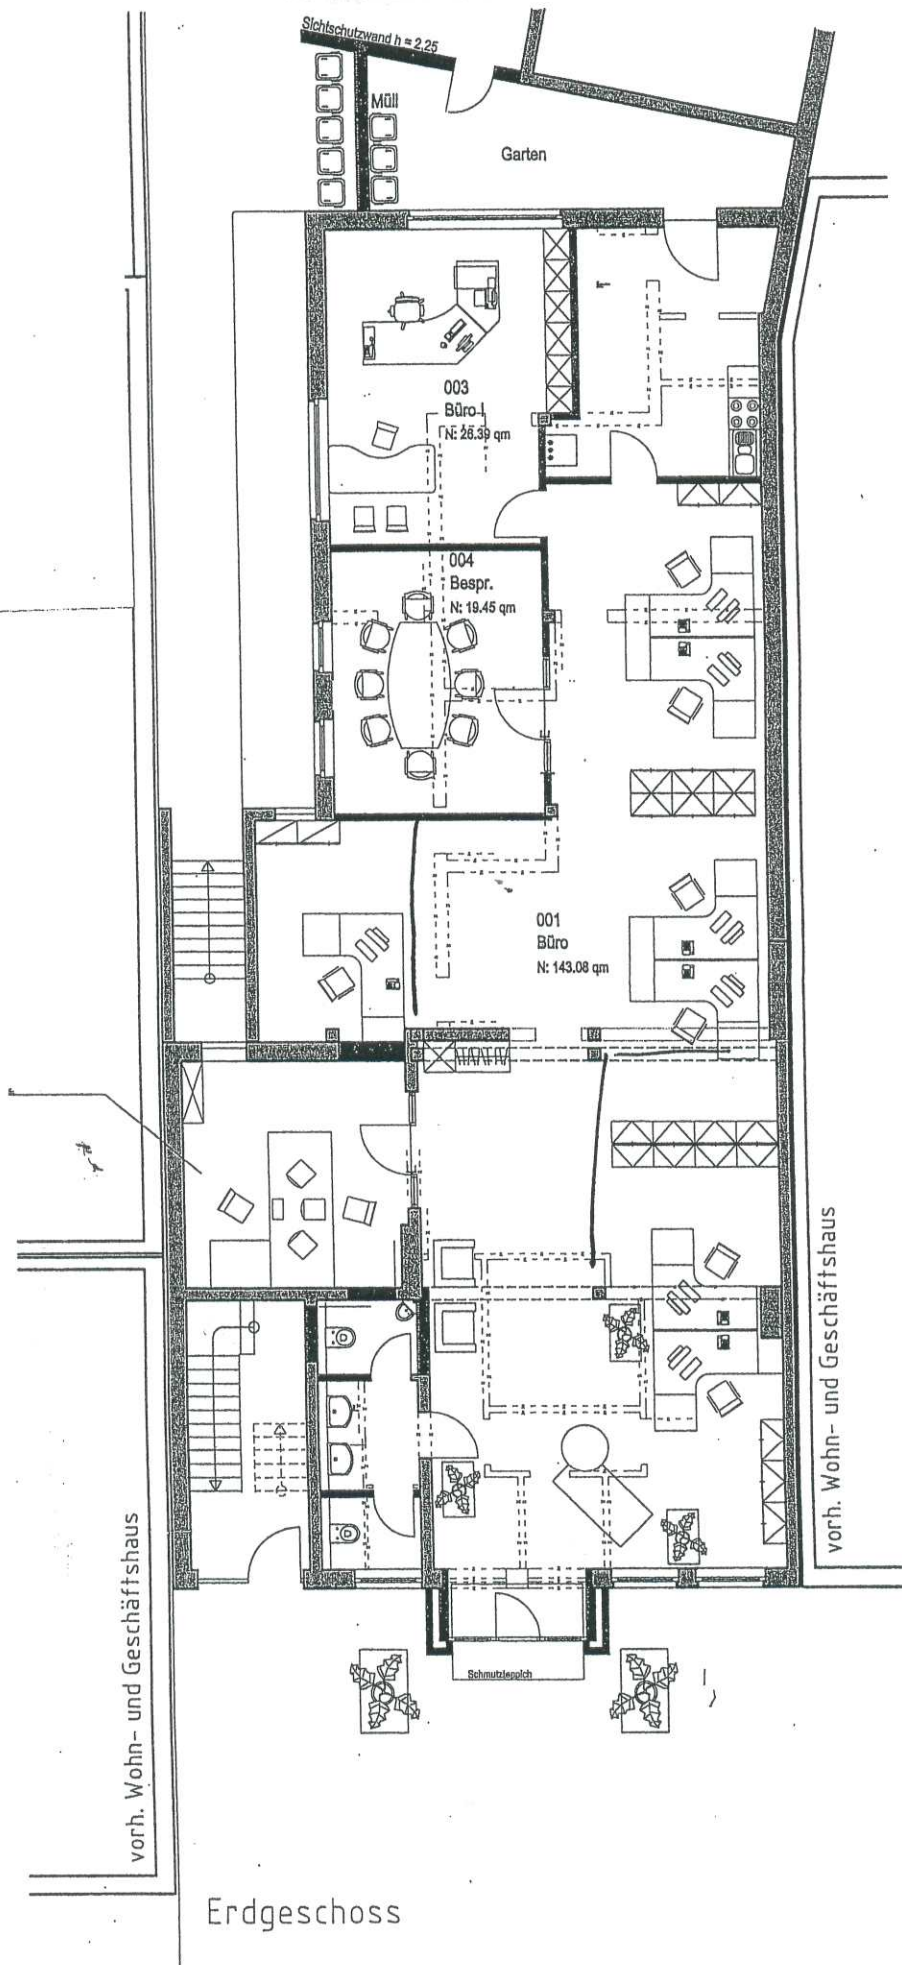 Sichtschutzwand h = 2,25
Müll
Garten
003
Büro I
N: 26.39 qm
004
Bespr.
N: 19.45 qm
001
Büro
N: 143.08 qm
vorh. Wohn- und Geschäftshaus
vorh. Wohn- und Geschäftshaus
Schmutzteppich
Erdgeschoss